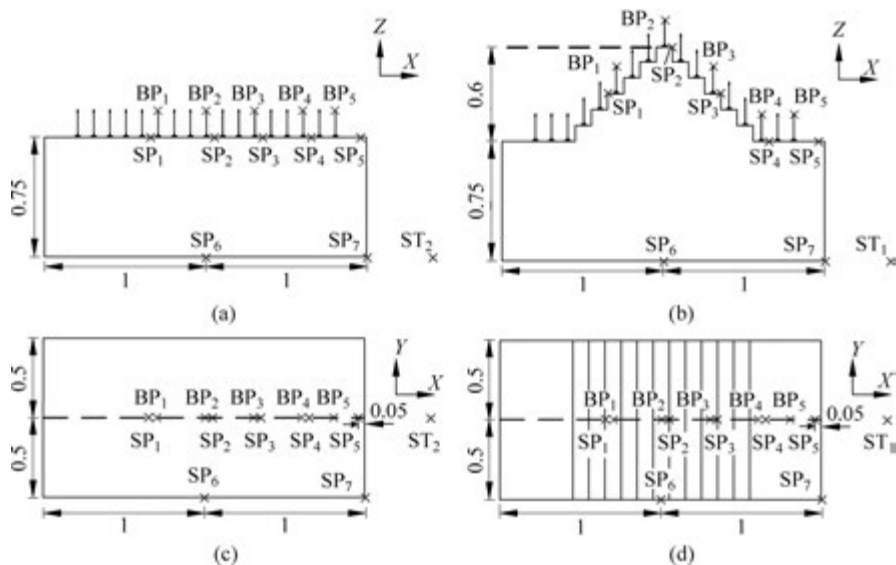 Z
X
BP1 BP2 BP3 BP4 BP5
SP1 SP2 SP3 SP4 SP5
0.75
SP6 SP7 ST2
1 1
(a)
BP2
Z
X
BP1 BP3
SP2
0.6
SP1 SP3
BP4 BP5
SP4 SP5
0.75
SP6 SP7 ST1
1 1
(b)
0.5
Y
X
BP1 BP2 BP3 BP4 BP5
0.05
SP1 SP2 SP3 SP4 SP5 ST2
0.5
SP6 SP7
1 1
(c)
0.5
Y
X
BP1 BP2 BP3 BP4 BP5
0.05
SP1 SP2 SP3 SP4 SP5
0.5
SP6 SP7
1 1
(d)